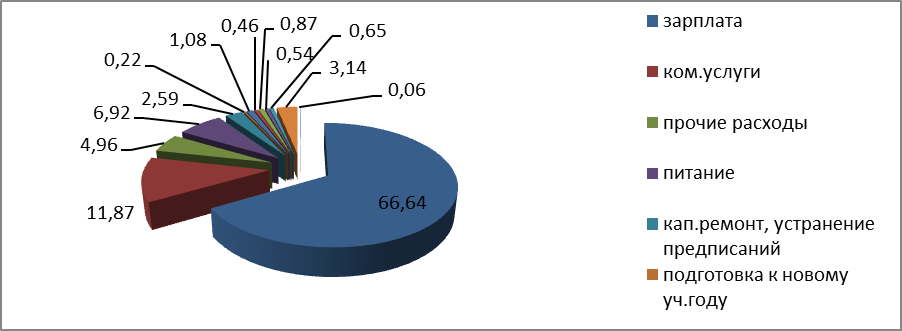 0,46
0,87
1,08
0,65
0,54
0,22
3,14
0,06
2,59
6,92
4,96
11,87
66,64
зарплата
ком.услуги
прочие расходы
питание
кап.ремонт, устранение
предписаний
подготовка к новому
уч.году